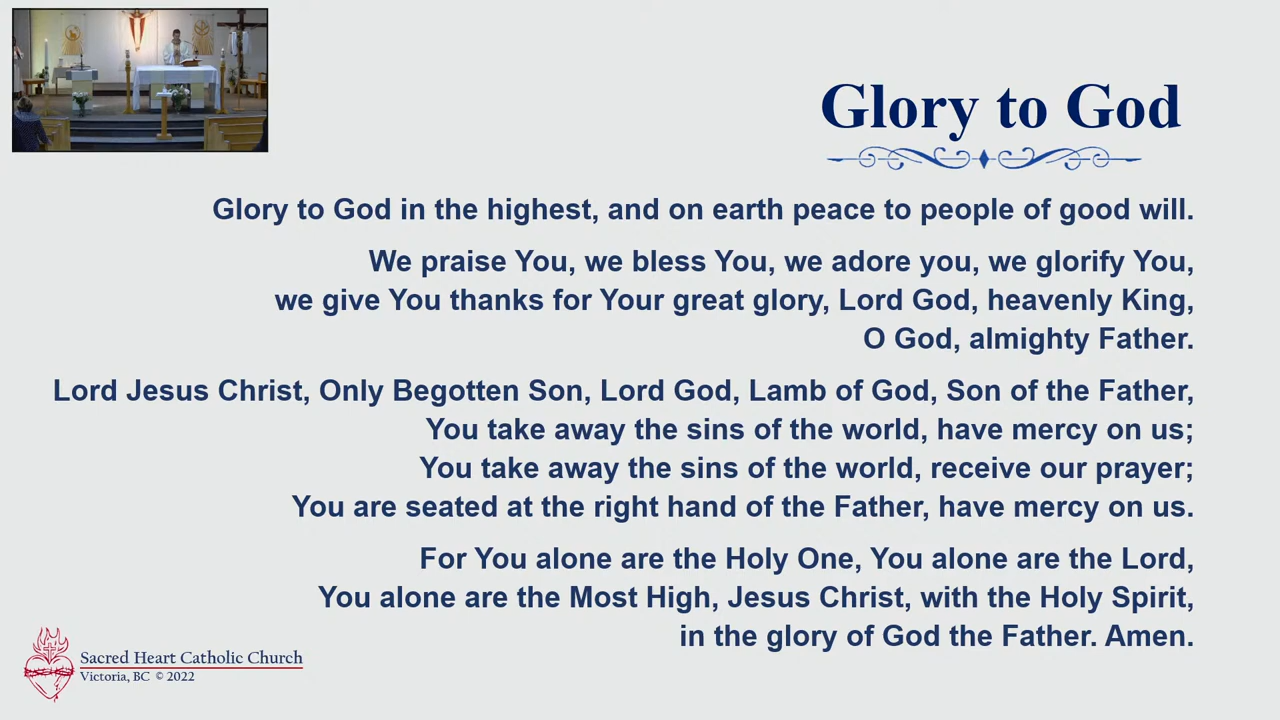 Glory to God
Glory to God in the highest, and on earth peace to people of good will.
We praise You, we bless You, we adore you, we glorify You,
we give You thanks for Your great glory, Lord God, heavenly King,
O God, almighty Father.
Lord Jesus Christ, Only Begotten Son, Lord God, Lamb of God, Son of the Father,
You take away the sins of the world, have mercy on us;
You take away the sins of the world, receive our prayer;
You are seated at the right hand of the Father, have mercy on us.
For You alone are the Holy One, You alone are the Lord,
You alone are the Most High, Jesus Christ, with the Holy Spirit,
in the glory of God the Father. Amen.
Sacred Heart Catholic Church
Victoria, BC © 2022